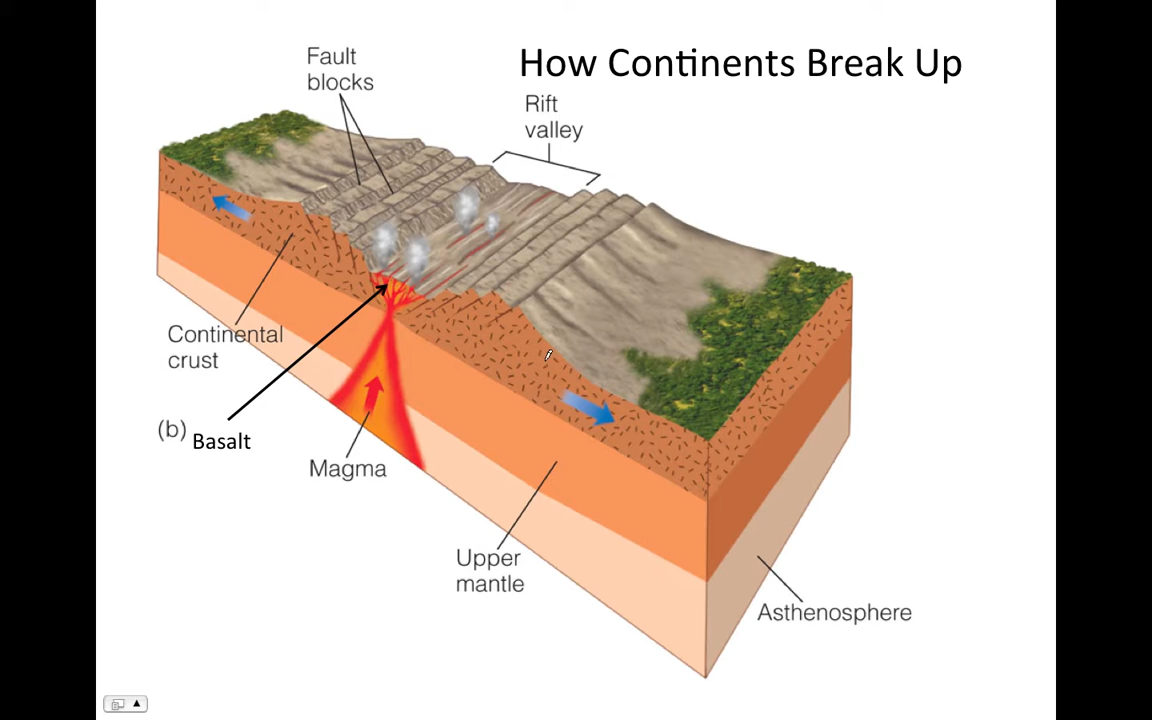 How Continents Break Up
Fault
blocks
Rift
valley
Continental
crust
(b)
Basalt
Magma
Upper
mantle
Asthenosphere